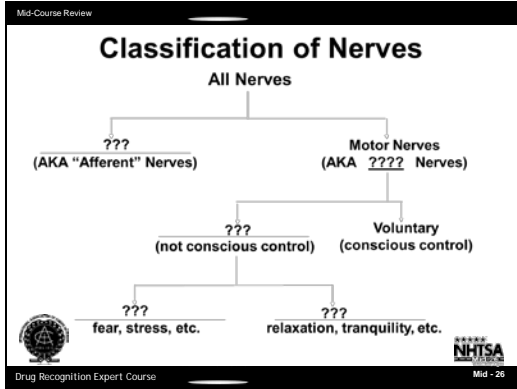 Mid-Course Review
Classification of Nerves
All Nerves
???
(AKA “Afferent” Nerves)
Motor Nerves
(AKA ???? Nerves)
???
(not conscious control)
Voluntary
(conscious control)
???
fear, stress, etc.
???
relaxation, tranquility, etc.
NHTSA
Drug Recognition Expert Course
Mid - 26